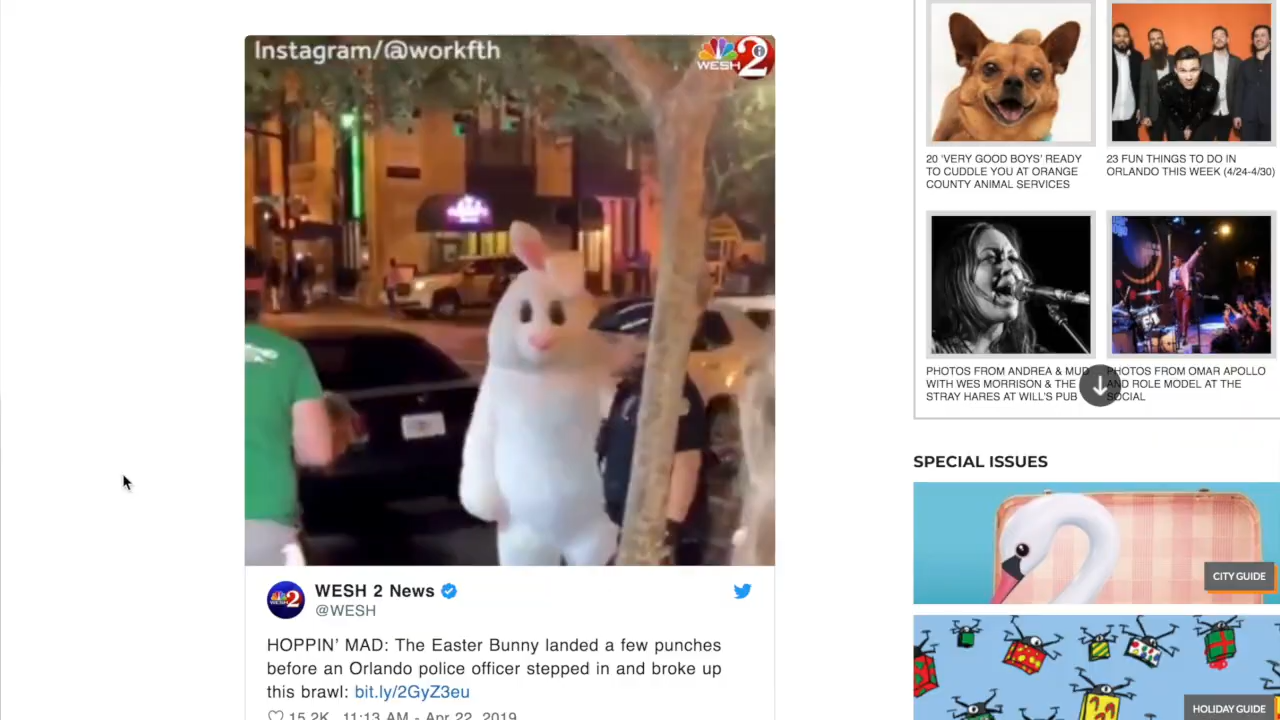 Instagram/@workfth
WESH 2
WESH 2 News
@WESH
HOPPIN' MAD: The Easter Bunny landed a few punches
before an Orlando police officer stepped in and broke up
this brawl: bit.ly/2GyZ3eu
15.2K 11:13 AM - Apr 22, 2019
20 'VERY GOOD BOYS' READY
TO CUDDLE YOU AT ORANGE
COUNTY ANIMAL SERVICES
23 FUN THINGS TO DO IN
ORLANDO THIS WEEK (4/24-4/30)
PHOTOS FROM ANDREA & MUD
WITH WES MORRISON & THE
STRAY HARES AT WILL'S PUB
PHOTOS FROM OMAR APOLLO
AND ROLE MODEL AT THE
SOCIAL
SPECIAL ISSUES
CITY GUIDE
HOLIDAY GUIDE